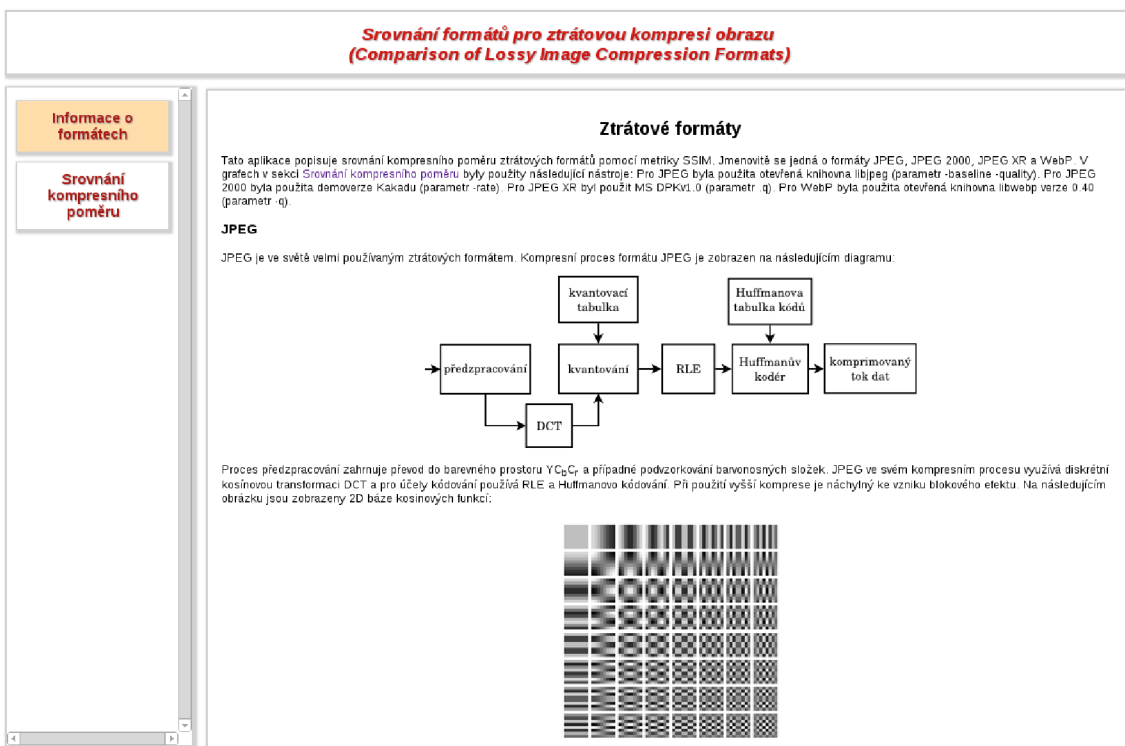 Srovnání formátů pro ztrátovou kompresi obrazu
(Comparison of Lossy Image Compression Formats)
Informace o
formátech
Srovnání
kompresního
poměru
Ztrátové formáty
Tato aplikace popisuje srovnání kompresního poměru ztrátových formátů pomocí metriky SSIM. Jmenovitě se jedná o formáty JPEG, JPEG 2000, JPEG XR a WebP. V
grafech v sekci Srovnání kompresního poměru byly použity následující nástroje: Pro JPEG byla použita otevřená knihovna libjpeg (parametr -baseline -quality). Pro JPEG
2000 byla použita demoverze Kakadu (parametr -rate). Pro JPEG XR byl použit MS DPKv1.0 (parametr .q). Pro WebP byla použita otevřená knihovna libwebp verze 0.40
(parametr -q).
JPEG
JPEG je ve světě velmi používaným ztrátových formátem. Kompresní proces formátu JPEG je zobrazen na následujícím diagramu:
kvantovací
tabulka
Huffmanova
tabulka kódů
předzpracování
kvantování
RLE
Huffmanův
kodér
komprimovaný
tok dat
DCT
Proces předzpracování zahrnuje převod do barevného prostoru YCbCr a případné podvzorkování barvonosných složek. JPEG ve svém kompresním procesu využívá diskrétní
kosínovou transformaci DCT a pro účely kódování používá RLE a Huffmanovo kódování. Při použití vyšší komprese je náchylný ke vzniku blokového efektu. Na následujícím
obrázku jsou zobrazeny 2D báze kosinových funkcí: